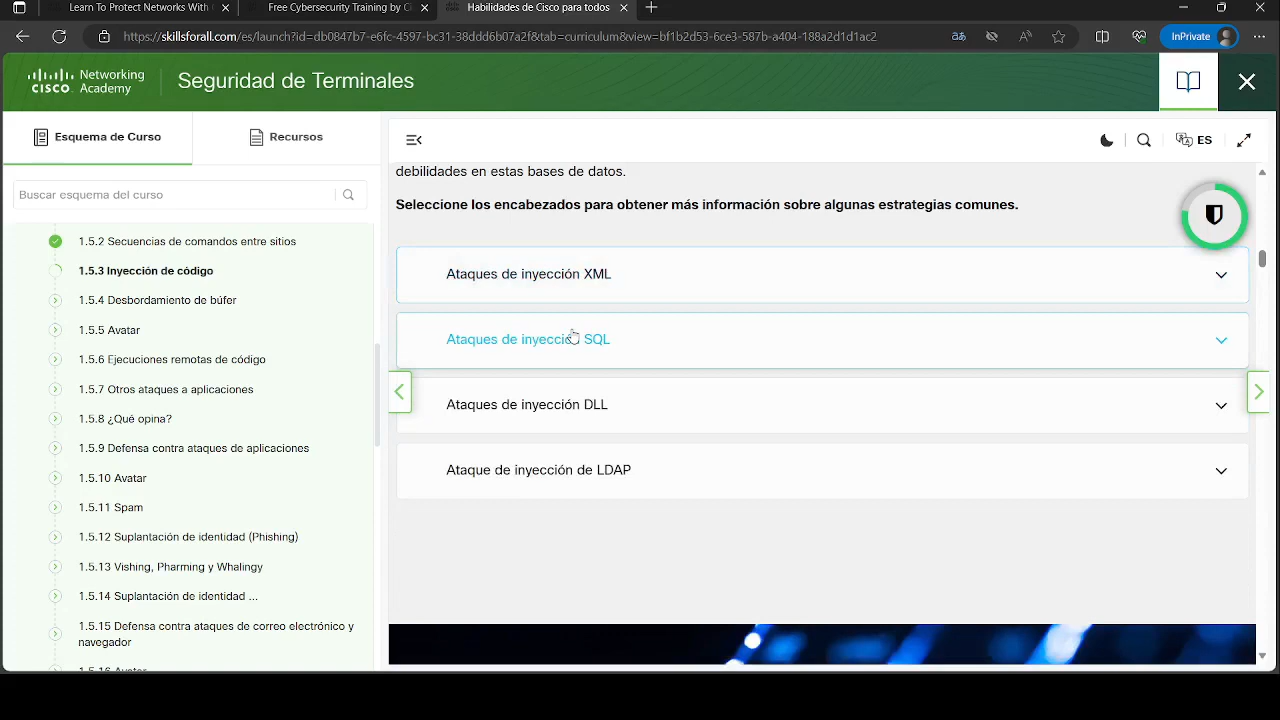 Learn To Protect Networks With
Free Cybersecurity Training by C
Habilidades de Cisco para todos
https://skillsforall.com/es/launch?id=db0847b7-e6fc-4597-bc31-38ddd6b07a2f&tab=curriculum&view=bf1b2d53-6ce3-587b-a404-188a2d1d1ac2
InPrivate
CISCO
Networking
Academy
Seguridad de Terminales
Esquema de Curso
Recursos
ES
Buscar esquema del curso
1.5.2 Secuencias de comandos entre sitios
1.5.3 Inyección de código
1.5.4 Desbordamiento de búfer
1.5.5 Avatar
1.5.6 Ejecuciones remotas de código
1.5.7 Otros ataques a aplicaciones
1.5.8 ¿Qué opina?
1.5.9 Defensa contra ataques de aplicaciones
1.5.10 Avatar
1.5.11 Spam
1.5.12 Suplantación de identidad (Phishing)
1.5.13 Vishing, Pharming y Whalingy
1.5.14 Suplantación de identidad ...
1.5.15 Defensa contra ataques de correo electrónico y
navegador
1.5.16 Avatar
debilidades en estas bases de datos.
Seleccione los encabezados para obtener más información sobre algunas estrategias comunes.
Ataques de inyección XML
Ataques de inyección SQL
Ataques de inyección DLL
Ataque de inyección de LDAP